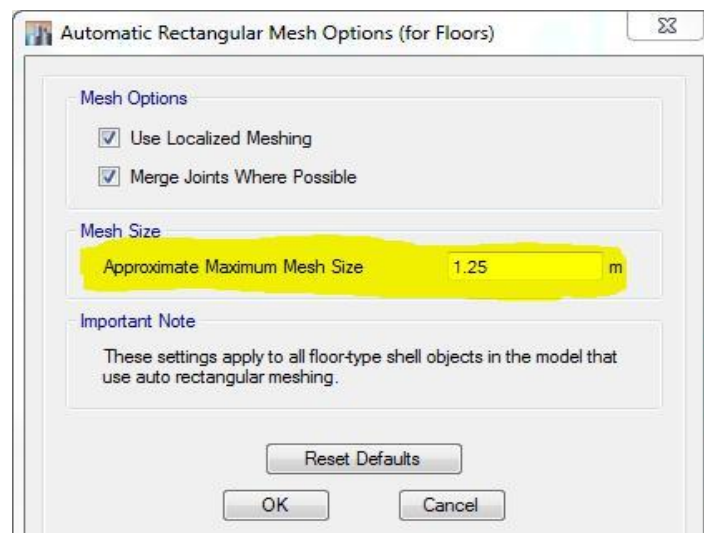 Automatic Rectangular Mesh Options (for Floors)
Mesh Options
Use Localized Meshing
Merge Joints Where Possible
Mesh Size
Approximate Maximum Mesh Size 1.25 m
Important Note
These settings apply to all floor-type shell objects in the model that
use auto rectangular meshing.
Reset Defaults
OK Cancel